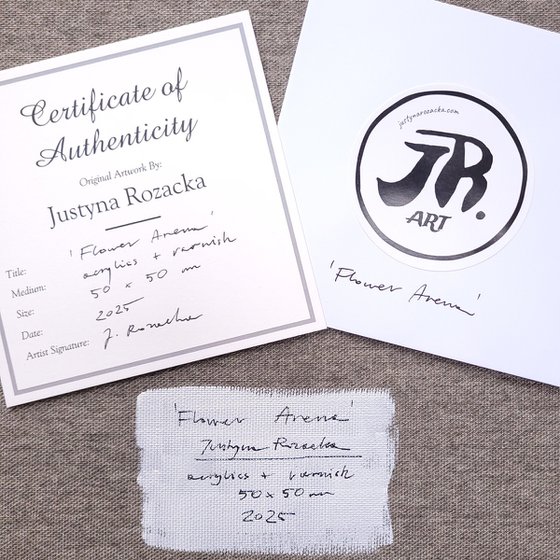 Certificate of
Authenticity
Original Artwork By:
Justyna Rozacka
Title: 'Flower Arena'
Medium: acrylics + varnish
Size: 50 x 50 cm
Date: 2025
Artist Signature: J. Rozacka
justynarozacka.com
JR.
ART
'Flower Arena'
'Flower Arena'
Justyna Rozacka
acrylics + varnish
50 x 50 cm
2025